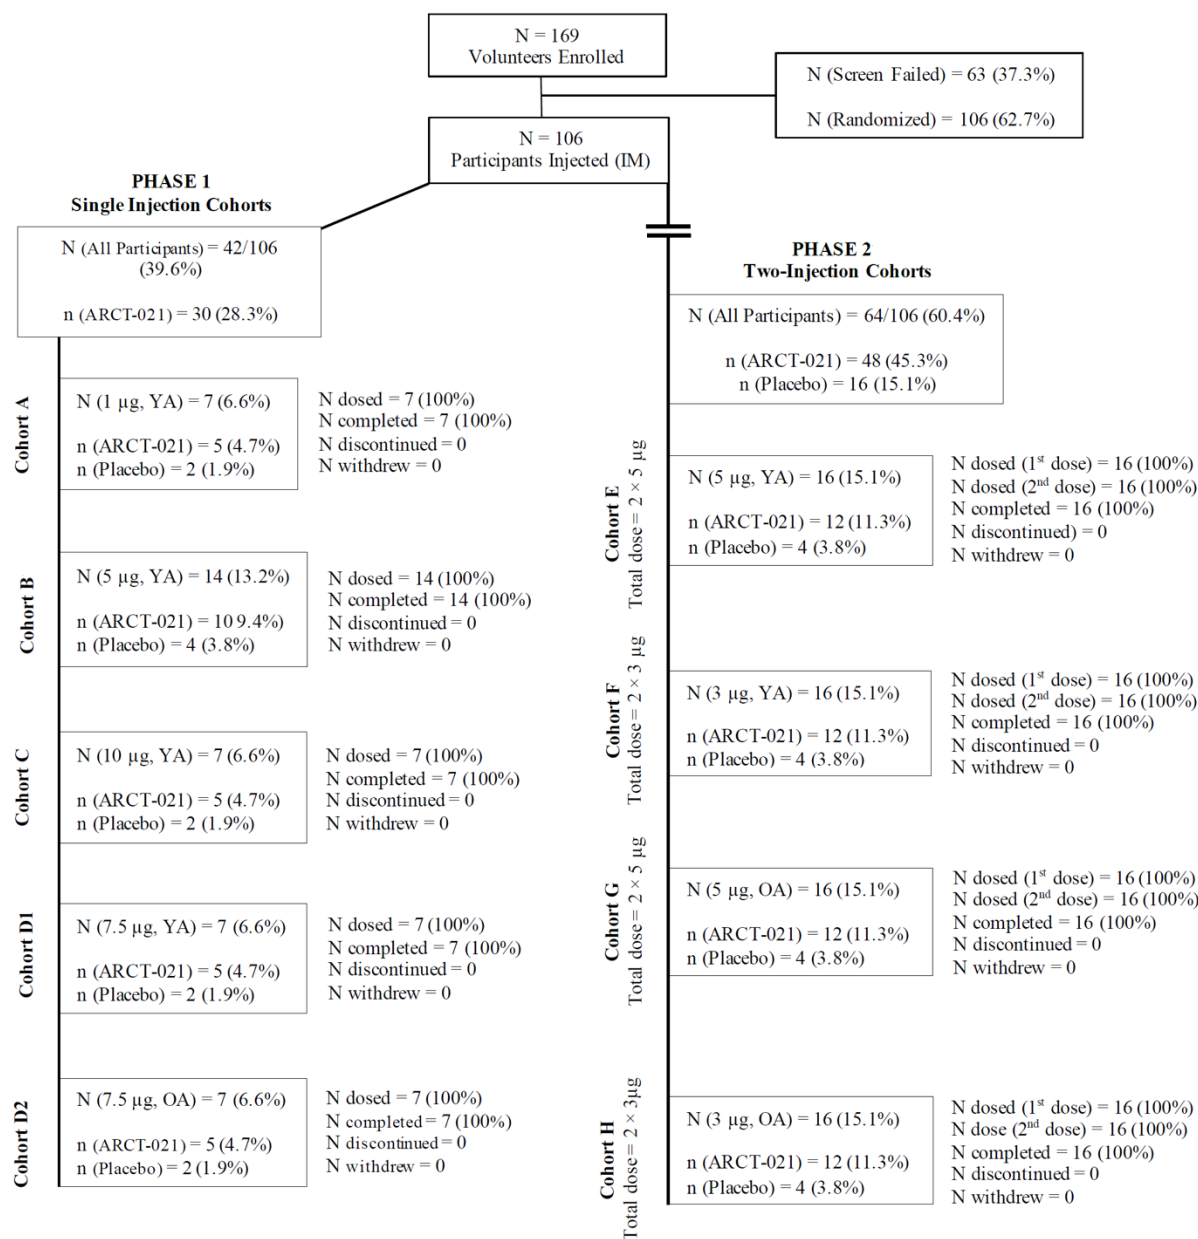 N = 169
Volunteers Enrolled
N (Screen Failed) = 63 (37.3%)
N (Randomized) = 106 (62.7%)
N = 106
Participants Injected (IM)
PHASE 1
Single Injection Cohorts
N (All Participants) = 42/106
(39.6%)
n (ARCT-021) = 30 (28.3%)
Cohort A
N (1 µg, YA) = 7 (6.6%)
n (ARCT-021) = 5 (4.7%)
n (Placebo) = 2 (1.9%)
N dosed = 7 (100%)
N completed = 7 (100%)
N discontinued = 0
N withdrew = 0
Cohort B
N (5 µg, YA) = 14 (13.2%)
n (ARCT-021) = 10 9.4%)
n (Placebo) = 4 (3.8%)
N dosed = 14 (100%)
N completed = 14 (100%)
N discontinued = 0
N withdrew = 0
Cohort C
N (10 µg, YA) = 7 (6.6%)
n (ARCT-021) = 5 (4.7%)
n (Placebo) = 2 (1.9%)
N dosed = 7 (100%)
N completed = 7 (100%)
N discontinued = 0
N withdrew = 0
Cohort D1
N (7.5 µg, YA) = 7 (6.6%)
n (ARCT-021) = 5 (4.7%)
n (Placebo) = 2 (1.9%)
N dosed = 7 (100%)
N completed = 7 (100%)
N discontinued = 0
N withdrew = 0
Cohort D2
N (7.5 µg, OA) = 7 (6.6%)
n (ARCT-021) = 5 (4.7%)
n (Placebo) = 2 (1.9%)
N dosed = 7 (100%)
N completed = 7 (100%)
N discontinued = 0
N withdrew = 0
PHASE 2
Two-Injection Cohorts
N (All Participants) = 64/106 (60.4%)
n (ARCT-021) = 48 (45.3%)
n (Placebo) = 16 (15.1%)
Cohort E
Total dose = 2 × 5 µg
N (5 µg, YA) = 16 (15.1%)
n (ARCT-021) = 12 (11.3%)
n (Placebo) = 4 (3.8%)
N dosed (1st dose) = 16 (100%)
N dosed (2nd dose) = 16 (100%)
N completed = 16 (100%)
N discontinued) = 0
N withdrew = 0
Cohort F
Total dose = 2 × 3 µg
N (3 µg, YA) = 16 (15.1%)
n (ARCT-021) = 12 (11.3%)
n (Placebo) = 4 (3.8%)
N dosed (1st dose) = 16 (100%)
N dosed (2nd dose) = 16 (100%)
N completed = 16 (100%)
N discontinued = 0
N withdrew = 0
Cohort G
Total dose = 2 × 5 µg
N (5 µg, OA) = 16 (15.1%)
n (ARCT-021) = 12 (11.3%)
n (Placebo) = 4 (3.8%)
N dosed (1st dose) = 16 (100%)
N dosed (2nd dose) = 16 (100%)
N completed = 16 (100%)
N discontinued = 0
N withdrew = 0
Cohort H
Total dose = 2 × 3µg
N (3 µg, OA) = 16 (15.1%)
n (ARCT-021) = 12 (11.3%)
n (Placebo) = 4 (3.8%)
N dosed (1st dose) = 16 (100%)
N dose (2nd dose) = 16 (100%)
N completed = 16 (100%)
N discontinued = 0
N withdrew = 0